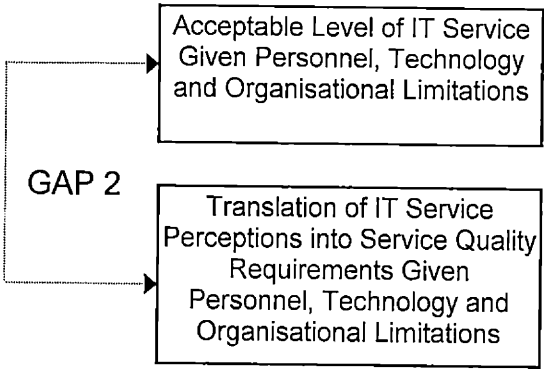 Acceptable Level of IT Service
Given Personnel, Technology
and Organisational Limitations
GAP 2
Translation of IT Service
Perceptions into Service Quality
Requirements Given
Personnel, Technology and
Organisational Limitations